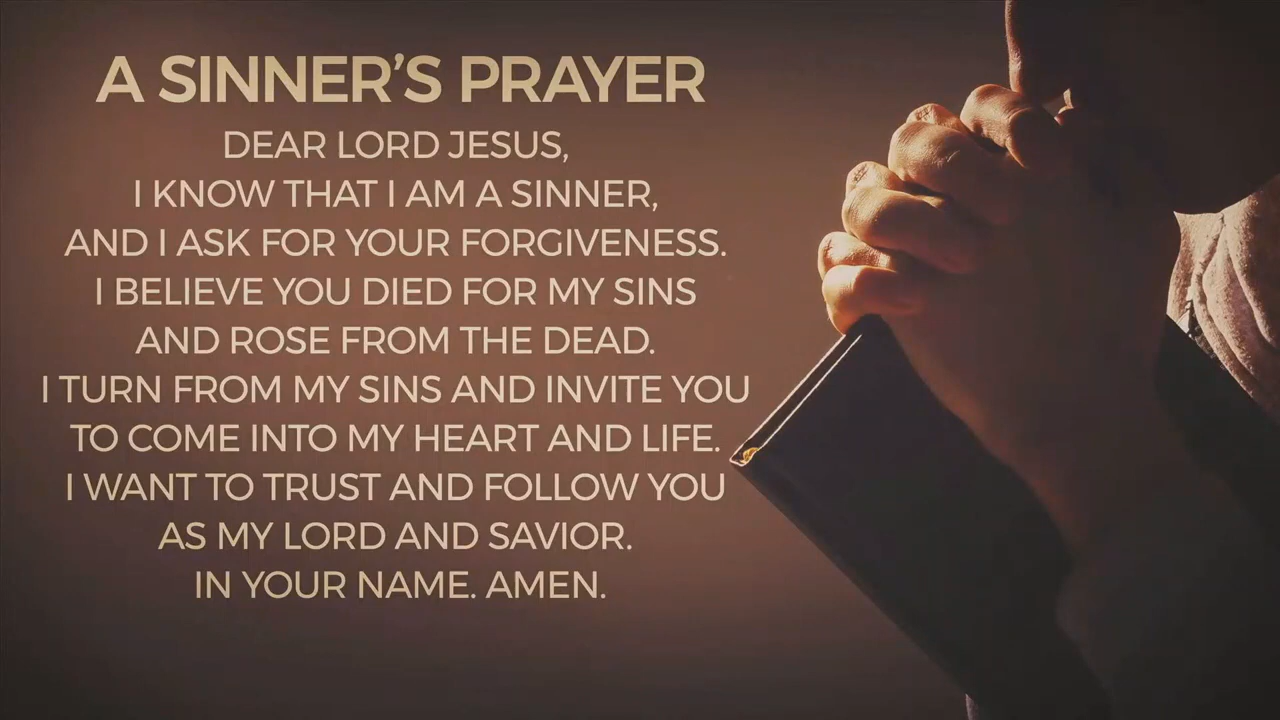 A SINNER’S PRAYER
DEAR LORD JESUS,
I KNOW THAT I AM A SINNER,
AND I ASK FOR YOUR FORGIVENESS.
I BELIEVE YOU DIED FOR MY SINS
AND ROSE FROM THE DEAD.
I TURN FROM MY SINS AND INVITE YOU
TO COME INTO MY HEART AND LIFE.
I WANT TO TRUST AND FOLLOW YOU
AS MY LORD AND SAVIOR.
IN YOUR NAME. AMEN.